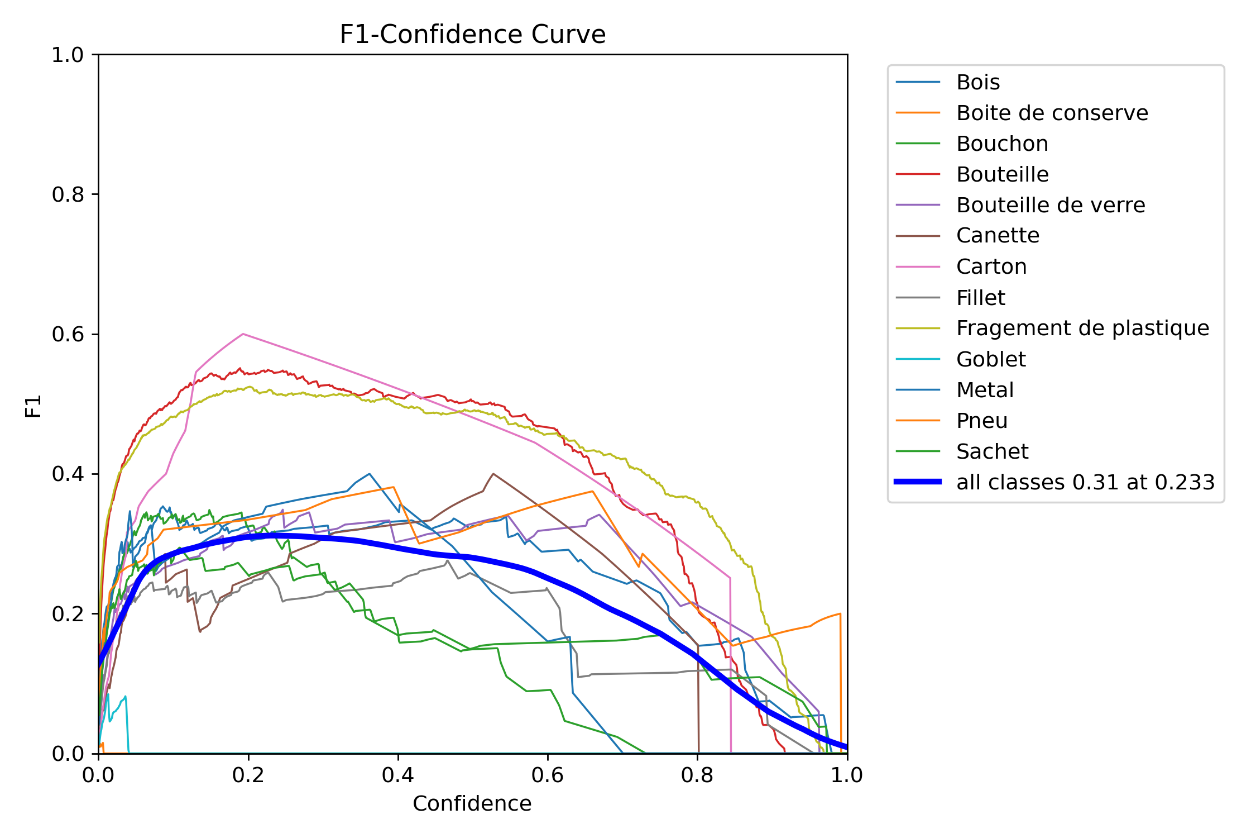 F1-Confidence Curve
1.0
0.8
0.6
0.4
0.2
0.0
F1
0.0 0.2 0.4 0.6 0.8 1.0
Confidence
Bois
Boite de conserve
Bouchon
Bouteille
Bouteille de verre
Canette
Carton
Fillet
Fragement de plastique
Goblet
Metal
Pneu
Sachet
all classes 0.31 at 0.233